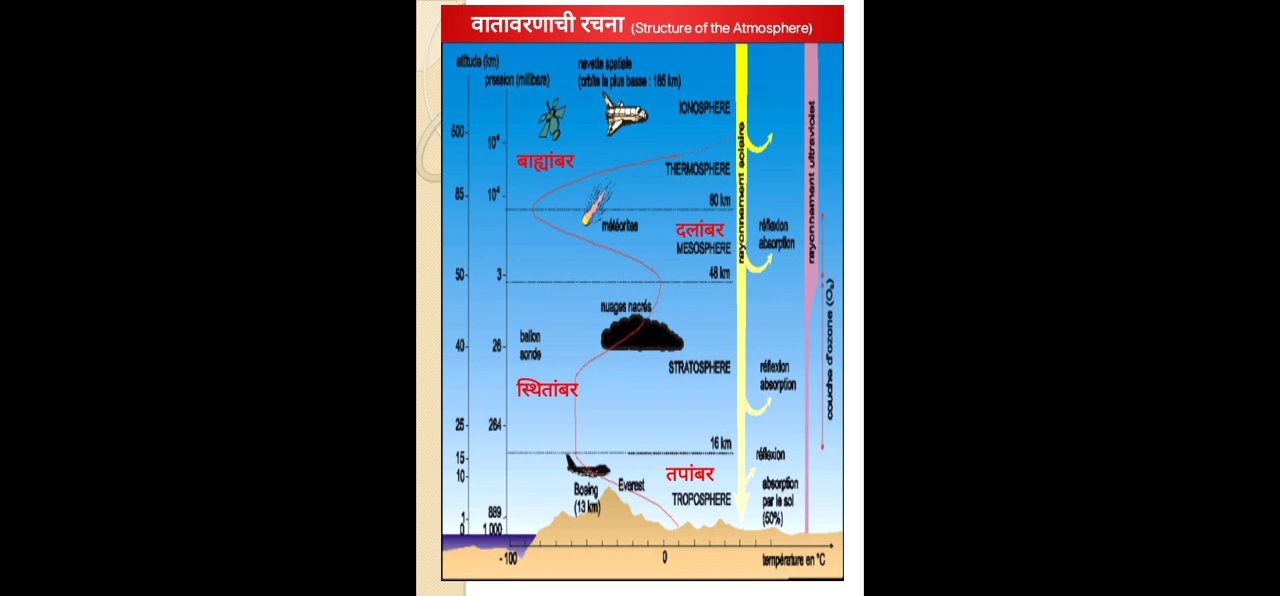 वातावरणाची रचना (Structure of the Atmosphere)
altitude (km)
pression (millibars)
navette spatiale
(orbite la plus basse : 185 km)
IONOSPHERE
500
बाह्यांबर
THERMOSPHERE
85
10⁴
80 km
météorites
दलांबर
MESOSPHERE
48 km
50
3
nuages nacrés
ballon
sonde
40
26
STRATOSPHERE
स्थितांबर
25
264
16 km
15
10
तपांबर
Boeing
(13 km)
Everest
TROPOSPHERE
1
889
0
1 000
- 100
0
température en °C
rayonnement solaire
réflexion
absorption
réflexion
absorption
réflexion
absorption
par le sol
(50%)
rayonnement ultraviolet
couche d'ozone (O₃)